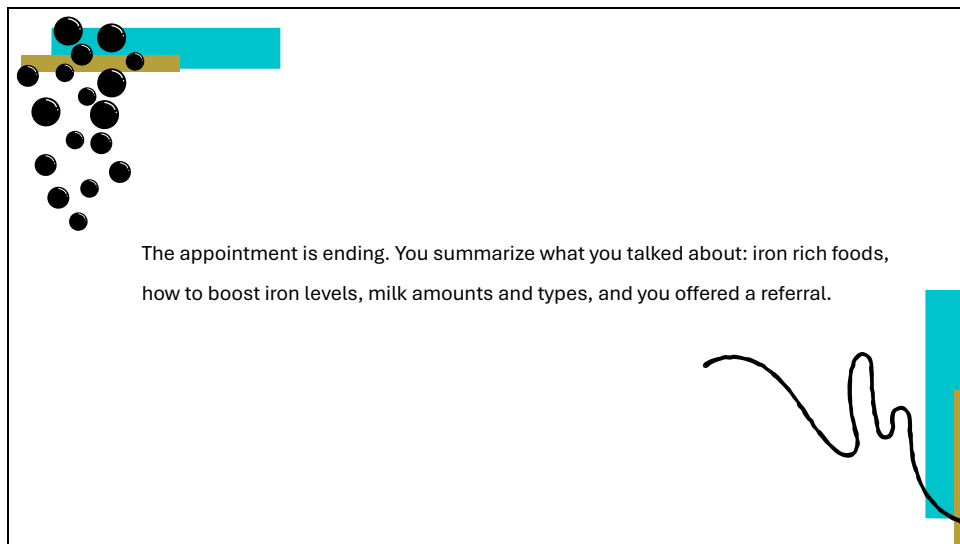 The appointment is ending. You summarize what you talked about: iron rich foods,
how to boost iron levels, milk amounts and types, and you offered a referral.